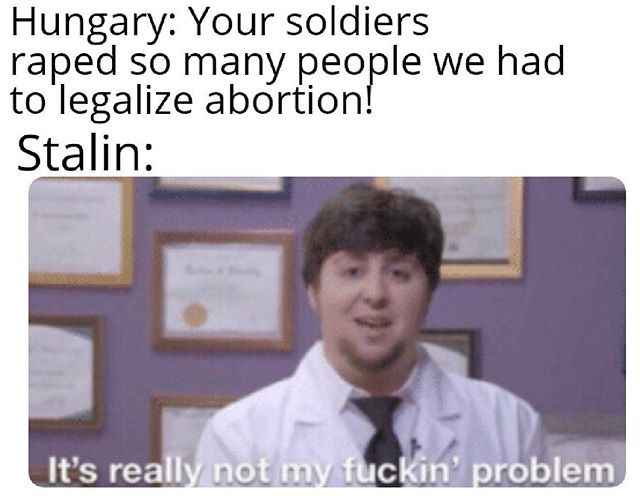 Hungary: Your soldiers
raped so many people we had
to legalize abortion!
Stalin:
It's really not my fuckin' problem